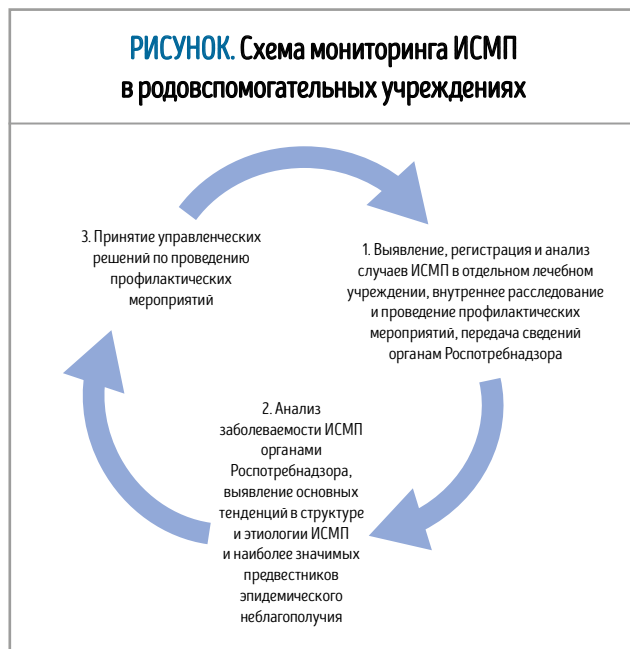 РИСУНОК. Схема мониторинга ИСМП
в родовспомогательных учреждениях
1. Выявление, регистрация и анализ
случаев ИСМП в отдельном лечебном
учреждении, внутреннее расследование
и проведение профилактических
мероприятий, передача сведений
органам Роспотребнадзора
2. Анализ
заболеваемости ИСМП
органами
Роспотребнадзора,
выявление основных
тенденций в структуре
и этиологии ИСМП
и наиболее значимых
предвестников
эпидемического
неблагополучия
3. Принятие управленческих
решений по проведению
профилактических
мероприятий